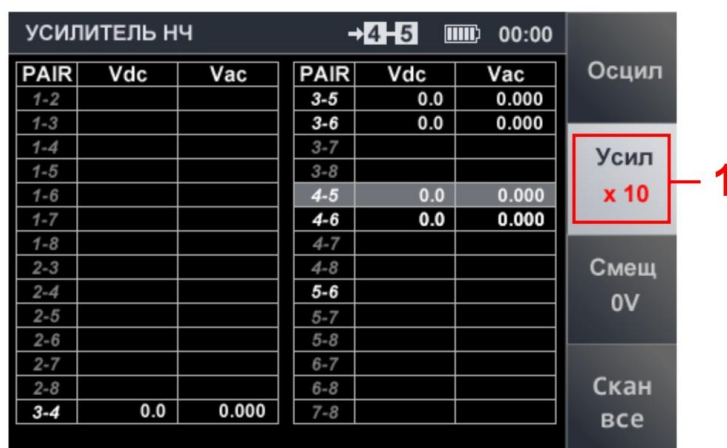 УСИЛИТЕЛЬ НЧ →4-5 00:00
PAIR Vdc Vac PAIR Vdc Vac
1-2 3-5 0.0 0.000
1-3 3-6 0.0 0.000
1-4 3-7
1-5 3-8
1-6 4-5 0.0 0.000
1-7 4-6 0.0 0.000
1-8 4-7
2-3 4-8
2-4 5-6
2-5 5-7
2-6 5-8
2-7 6-7
2-8 6-8
3-4 0.0 0.000 7-8
Осцил
Усил
x 10
1
Смещ
0V
Скан
все